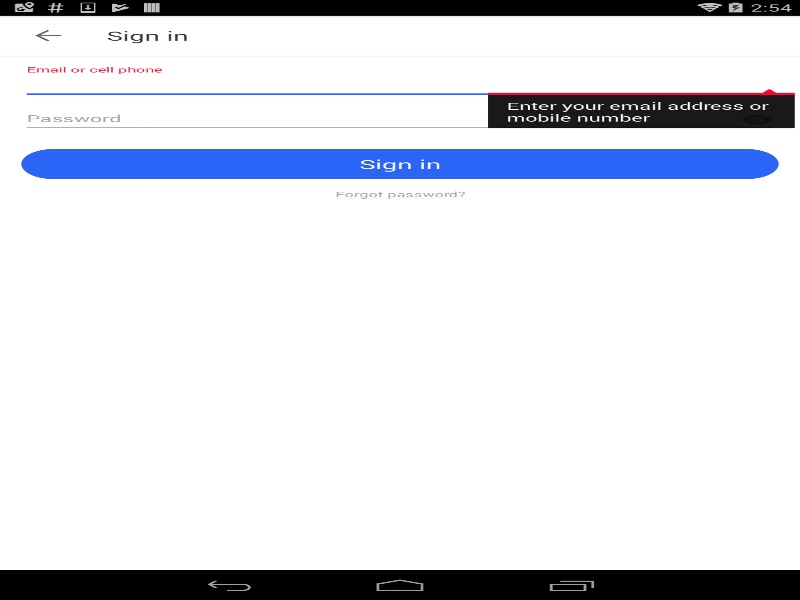 2:54
Sign in
Email or cell phone
Enter your email address or
mobile number
Password
Sign in
Forgot password?